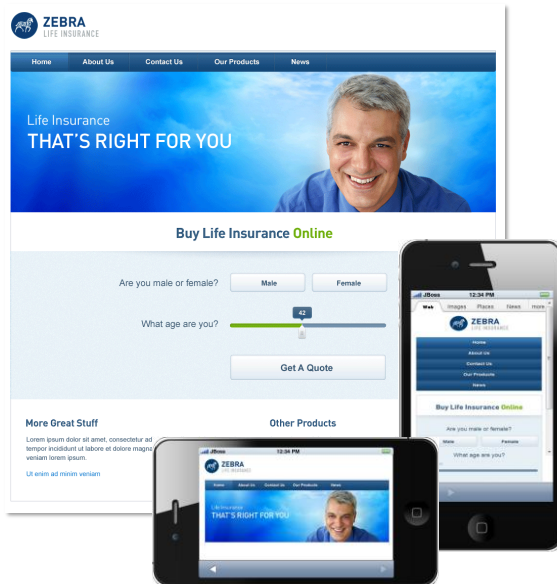 ZEBRA
LIFE INSURANCE
Home About Us Contact Us Our Products News
Life Insurance
THAT'S RIGHT FOR YOU
Buy Life Insurance Online
Are you male or female? Male Female
42
What age are you?
Get A Quote
More Great Stuff
Lorem ipsum dolor sit amet, consectetur ad
tempor incididunt ut labore et dolore magna
veniam lorem ipsum.
Ut enim ad minim veniam
Other Products
JBoss 12:34 PM
Web Images Places News more
ZEBRA
LIFE INSURANCE
Home
About Us
Contact Us
Our Products
News
Buy Life Insurance Online
Are you male or female?
Male Female
What age are you?
JBoss 12:34 PM
ZEBRA
LIFE INSURANCE
Home About Us Contact Us Our Products News
Life Insurance
THAT'S RIGHT FOR YOU